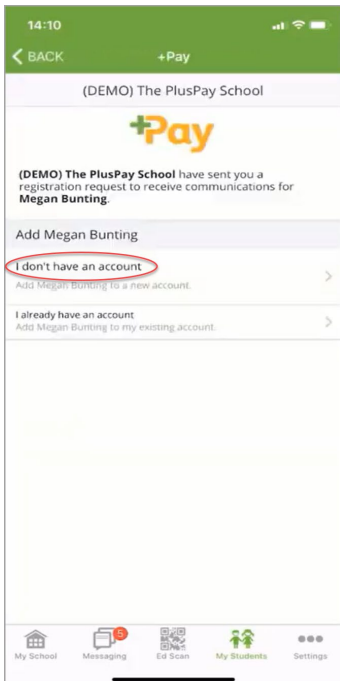 14:10
BACK
+Pay
(DEMO) The PlusPay School
+Pay
(DEMO) The PlusPay School have sent you a
registration request to receive communications for
Megan Bunting.
Add Megan Bunting
I don't have an account
Add Megan Bunting to a new account.
I already have an account
Add Megan Bunting to my existing account.
5
My School Messaging Ed Scan My Students Settings